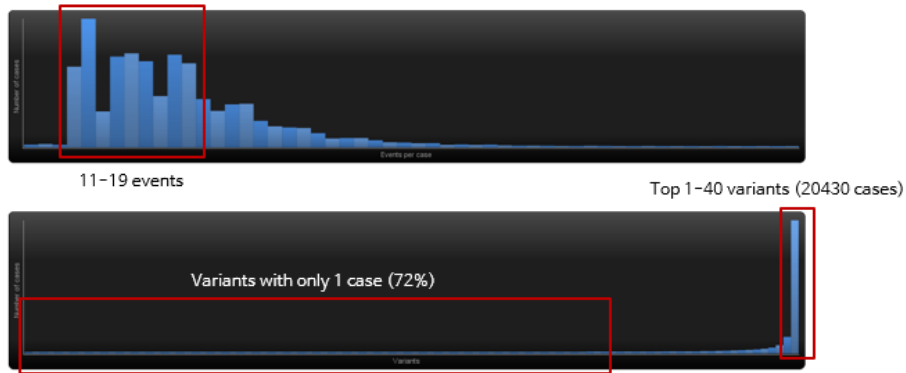 Number of cases
Events per case
11-19 events
Top 1-40 variants (20430 cases)
Number of cases
Variants with only 1 case (72%)
Variants